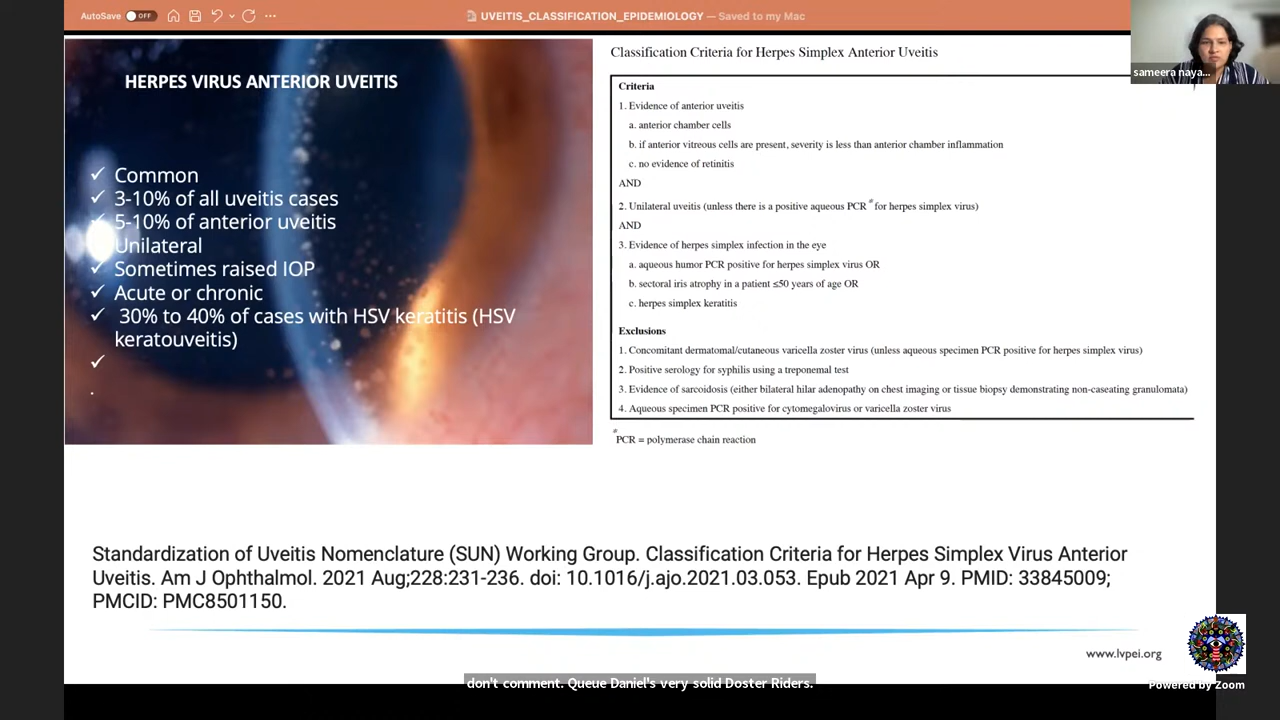 AutoSave OFF
UVEITIS_CLASSIFICATION_EPIDEMIOLOGY — Saved to my Mac
sameera naya...
HERPES VIRUS ANTERIOR UVEITIS
✓ Common
✓ 3-10% of all uveitis cases
✓ 5-10% of anterior uveitis
Unilateral
✓ Sometimes raised IOP
✓ Acute or chronic
✓ 30% to 40% of cases with HSV keratitis (HSV
keratouveitis)
✓
.
Classification Criteria for Herpes Simplex Anterior Uveitis
Criteria
1. Evidence of anterior uveitis
a. anterior chamber cells
b. if anterior vitreous cells are present, severity is less than anterior chamber inflammation
c. no evidence of retinitis
AND
2. Unilateral uveitis (unless there is a positive aqueous PCR* for herpes simplex virus)
AND
3. Evidence of herpes simplex infection in the eye
a. aqueous humor PCR positive for herpes simplex virus OR
b. sectoral iris atrophy in a patient ≤50 years of age OR
c. herpes simplex keratitis
Exclusions
1. Concomitant dermatomal/cutaneous varicella zoster virus (unless aqueous specimen PCR positive for herpes simplex virus)
2. Positive serology for syphilis using a treponemal test
3. Evidence of sarcoidosis (either bilateral hilar adenopathy on chest imaging or tissue biopsy demonstrating non-caseating granulomata)
4. Aqueous specimen PCR positive for cytomegalovirus or varicella zoster virus
*PCR = polymerase chain reaction
Standardization of Uveitis Nomenclature (SUN) Working Group. Classification Criteria for Herpes Simplex Virus Anterior
Uveitis. Am J Ophthalmol. 2021 Aug;228:231-236. doi: 10.1016/j.ajo.2021.03.053. Epub 2021 Apr 9. PMID: 33845009;
PMCID: PMC8501150.
www.lvpei.org
don't comment. Queue Daniel's very solid Doster Riders.
Powered by Zoom